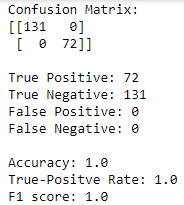 Confusion Matrix:
[[131   0]
 [  0  72]]
True Positive: 72
True Negative: 131
False Positive: 0
False Negative: 0
Accuracy: 1.0
True-Positve Rate: 1.0
F1 score: 1.0